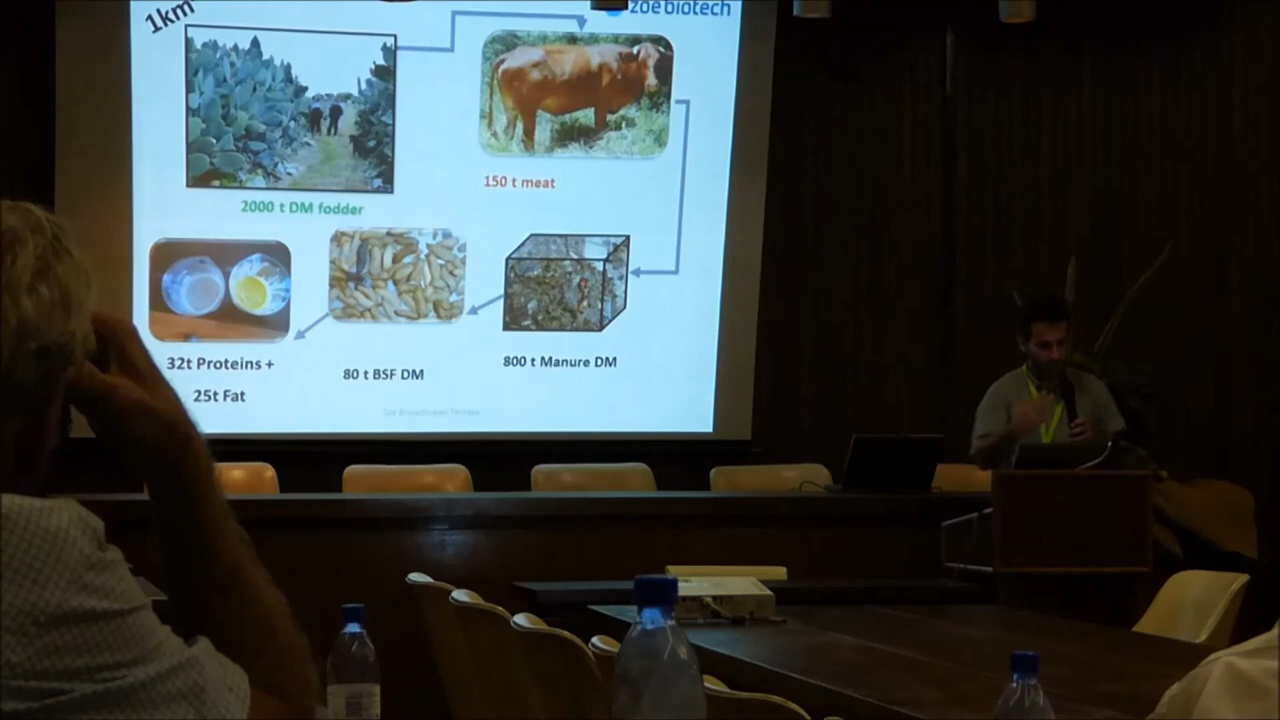 1km
zoe biotech
150 t meat
2000 t DM fodder
32t Proteins +
25t Fat
80 t BSF DM
800 t Manure DM